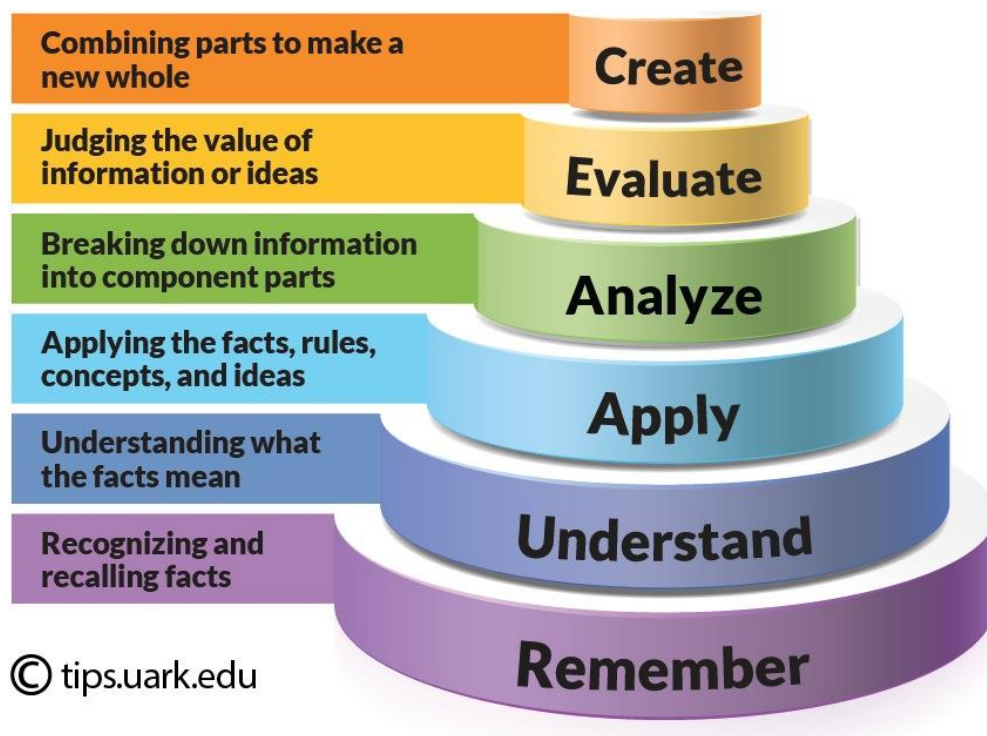 Combining parts to make a
new whole
Create
Judging the value of
information or ideas
Evaluate
Breaking down information
into component parts
Analyze
Applying the facts, rules,
concepts, and ideas
Apply
Understanding what
the facts mean
Understand
Recognizing and
recalling facts
Remember
© tips.uark.edu